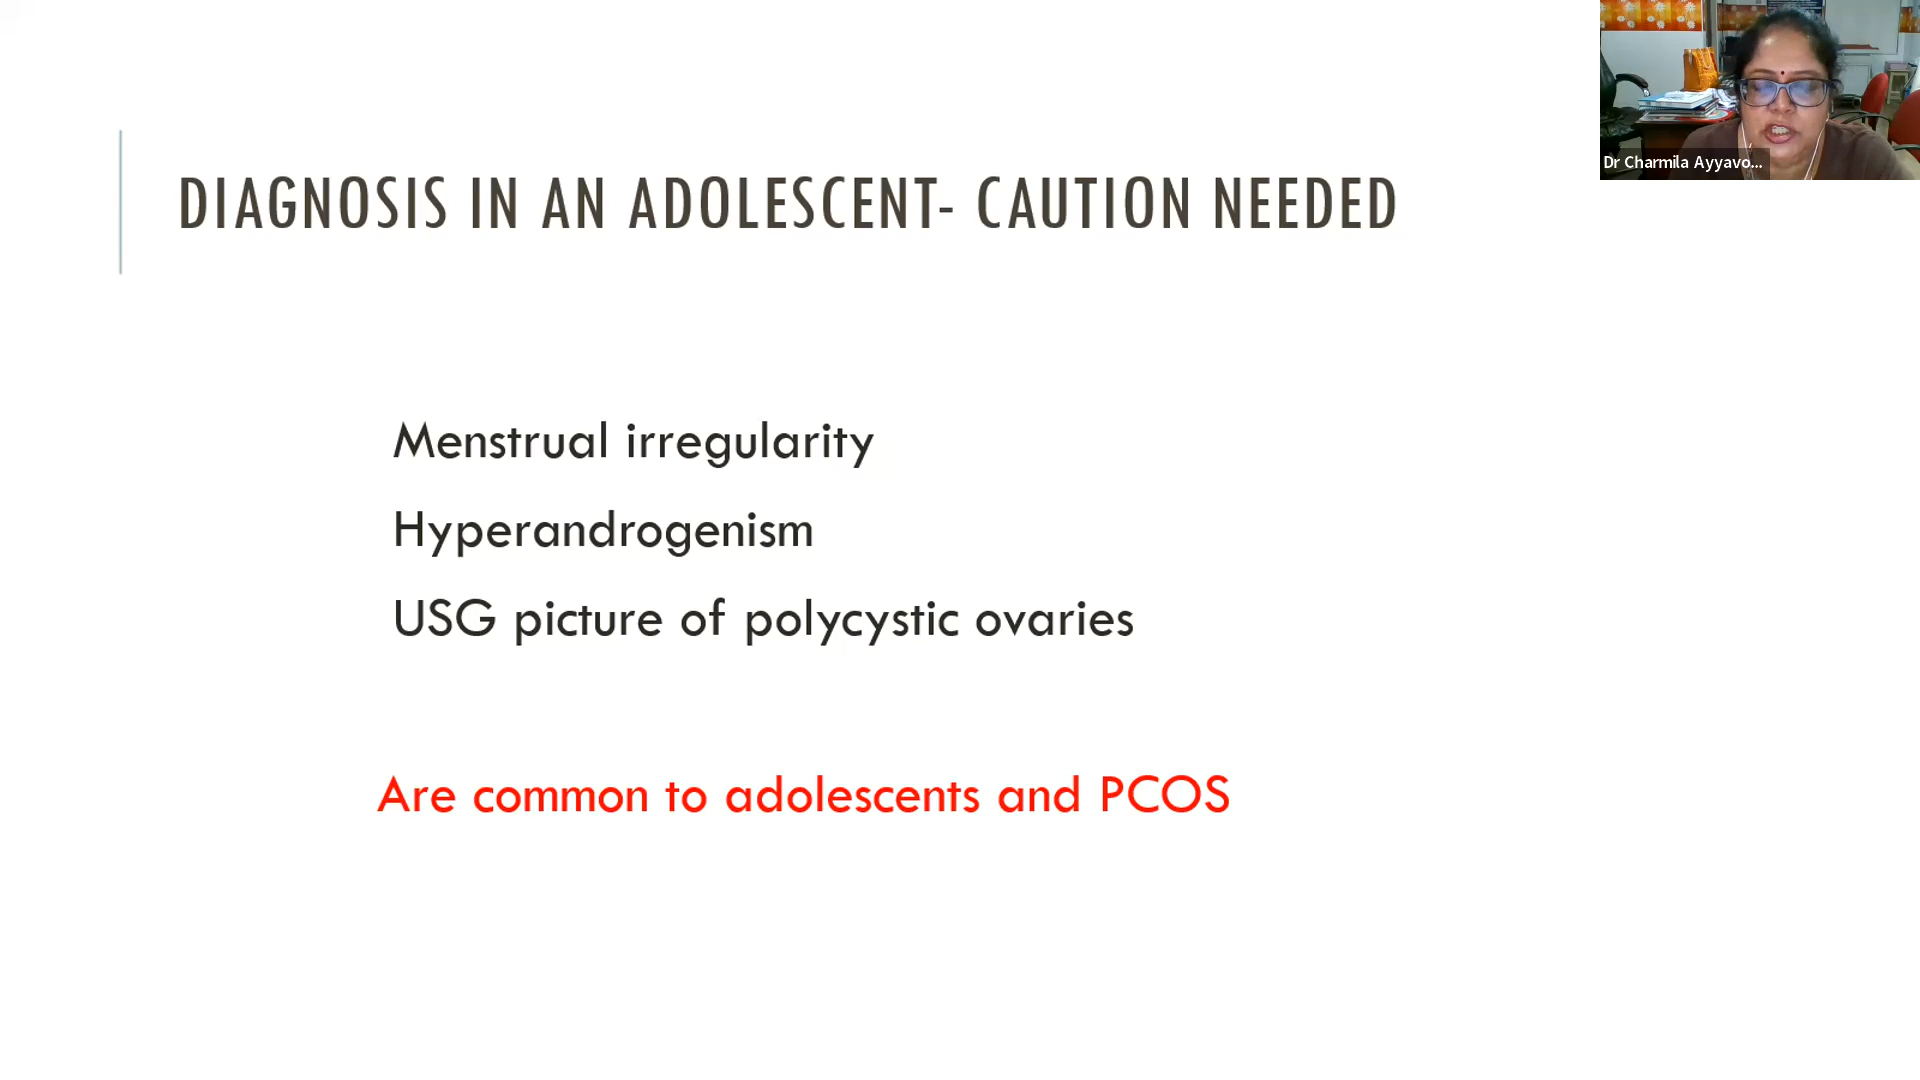 DIAGNOSIS IN AN ADOLESCENT- CAUTION NEEDED
Menstrual irregularity
Hyperandrogenism
USG picture of polycystic ovaries
Are common to adolescents and PCOS
Dr Charmila Ayyavo...